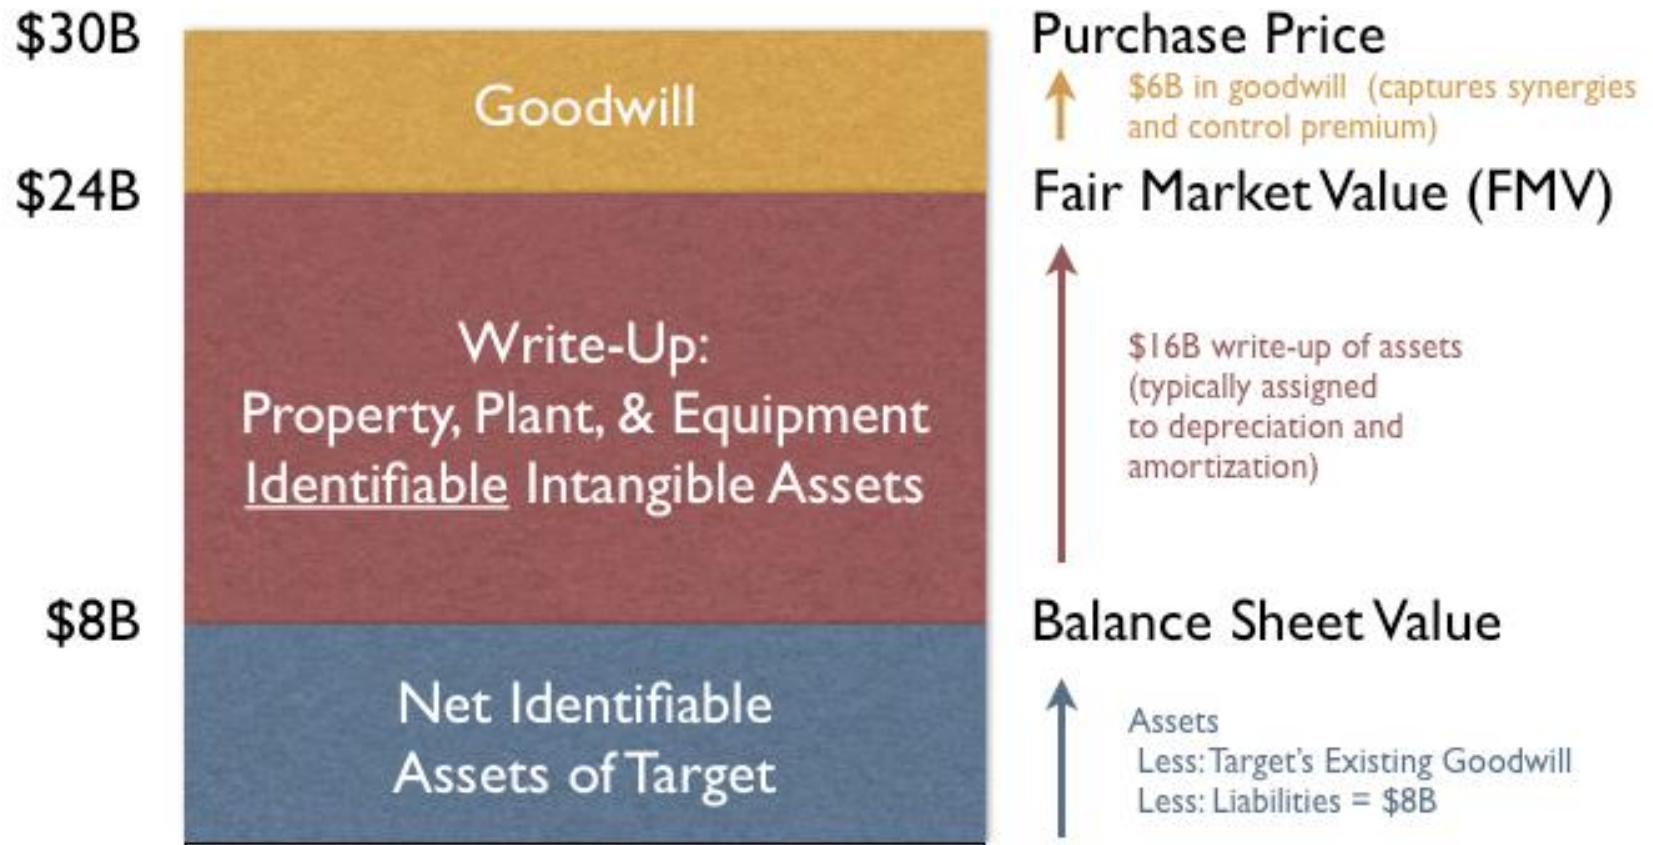 $30B
Goodwill
Purchase Price
$6B in goodwill (captures synergies
and control premium)
$24B
Fair Market Value (FMV)
Write-Up:
Property, Plant, & Equipment
Identifiable Intangible Assets
$16B write-up of assets
(typically assigned
to depreciation and
amortization)
$8B
Balance Sheet Value
Net Identifiable
Assets of Target
Assets
Less: Target's Existing Goodwill
Less: Liabilities = $8B